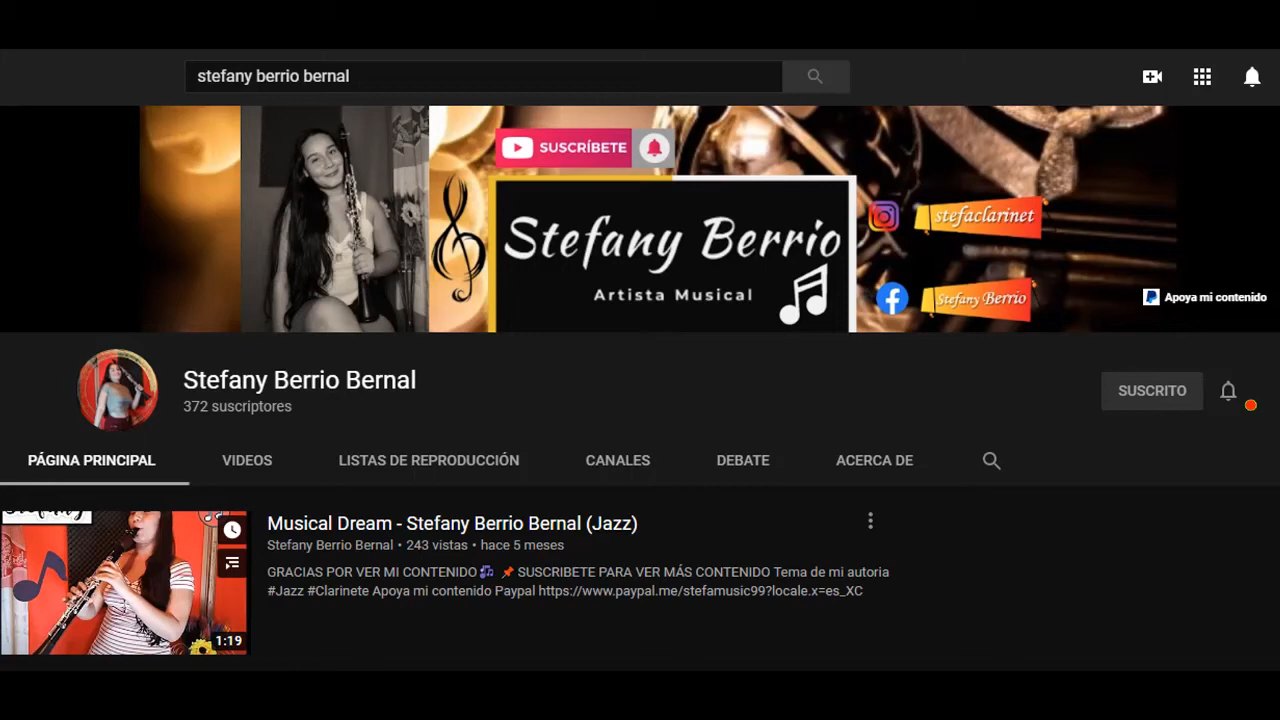 stefany berrio bernal
SUSCRÍBETE
Stefany Berrio
Artista Musical
stefaclarinet
Stefany Berrio
Apoya mi contenido
Stefany Berrio Bernal
372 suscriptores
SUSCRITO
PÁGINA PRINCIPAL VIDEOS LISTAS DE REPRODUCCIÓN CANALES DEBATE ACERCA DE
Musical Dream - Stefany Berrio Bernal (Jazz)
Stefany Berrio Bernal • 243 vistas • hace 5 meses
GRACIAS POR VER MI CONTENIDO🎶 📌 SUSCRIBETE PARA VER MÁS CONTENIDO Tema de mi autoria
#Jazz #Clarinete Apoya mi contenido Paypal https://www.paypal.me/stefamusic99?locale.x=es_XC
1:19